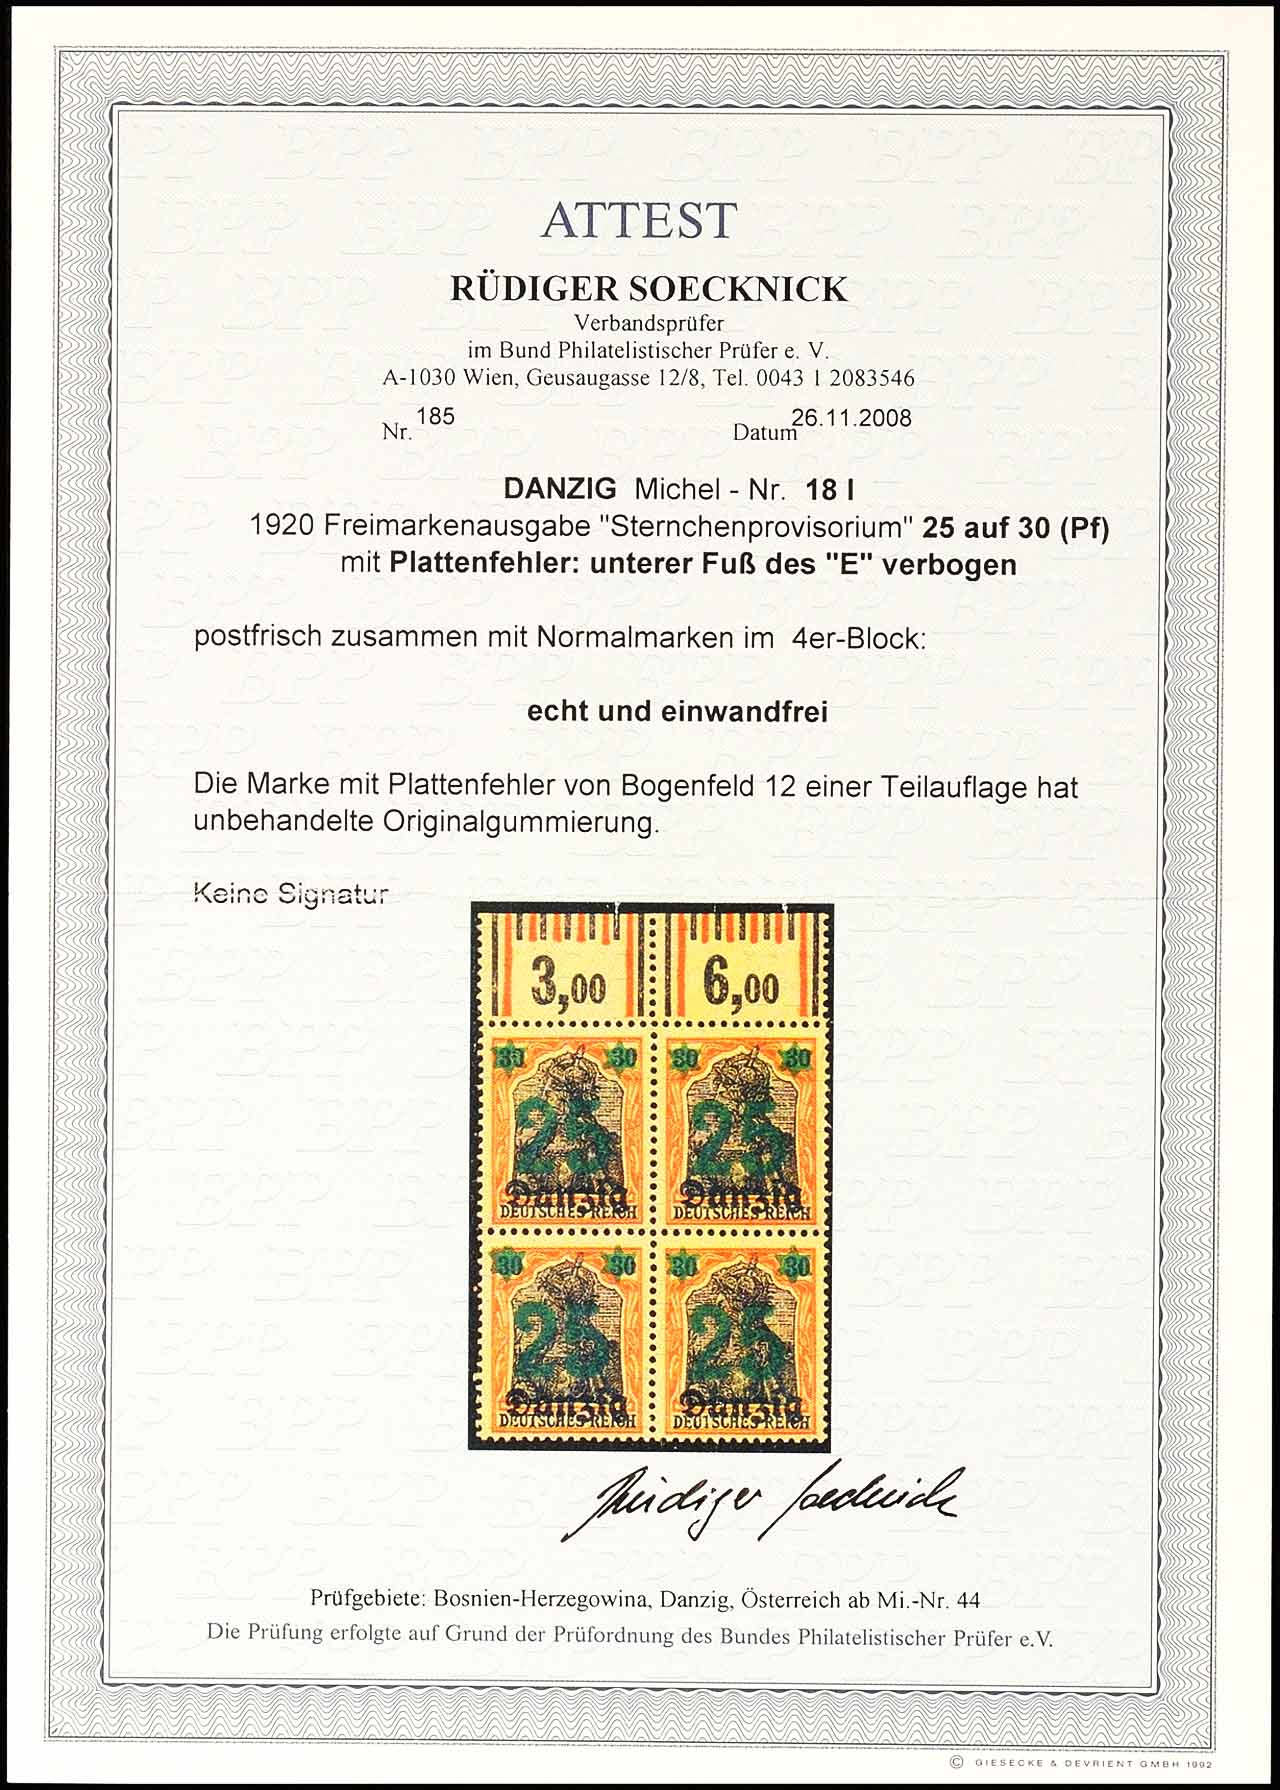 ATTEST
RÜDIGER SOECKNICK
Verbandsprüfer
im Bund Philatelistischer Prüfer e. V.
A-1030 Wien, Geusaugasse 12/8, Tel. 0043 1 2083546
Nr. 185 Datum 26.11.2008
DANZIG Michel - Nr. 18 I
1920 Freimarkenausgabe "Sternchenprovisorium" 25 auf 30 (Pf)
mit Plattenfehler: unterer Fuß des "E" verbogen
postfrisch zusammen mit Normalmarken im 4er-Block:
echt und einwandfrei
Die Marke mit Plattenfehler von Bogenfeld 12 einer Teilauflage hat
unbehandelte Originalgummierung.
Keine Signatur
3,00 6,00
30 30 30 30
25 25
Danzig Danzig
DEUTSCHES REICH DEUTSCHES REICH
30 30 30 30
25 25
Danzig Danzig
DEUTSCHES REICH DEUTSCHES REICH
Rüdiger Soecknick
Prüfgebiete: Bosnien-Herzegowina, Danzig, Österreich ab Mi.-Nr. 44
Die Prüfung erfolgte auf Grund der Prüfordnung des Bundes Philatelistischer Prüfer e.V.
© GIESECKE & DEVRIENT GMBH 1992